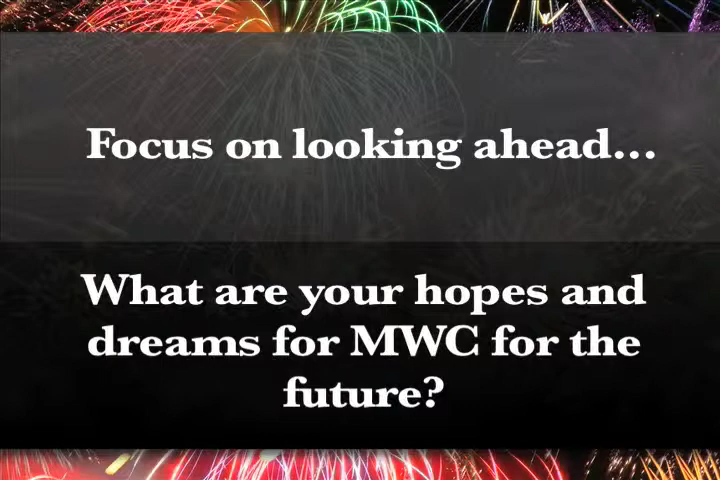 Focus on looking ahead...
What are your hopes and
dreams for MWC for the
future?